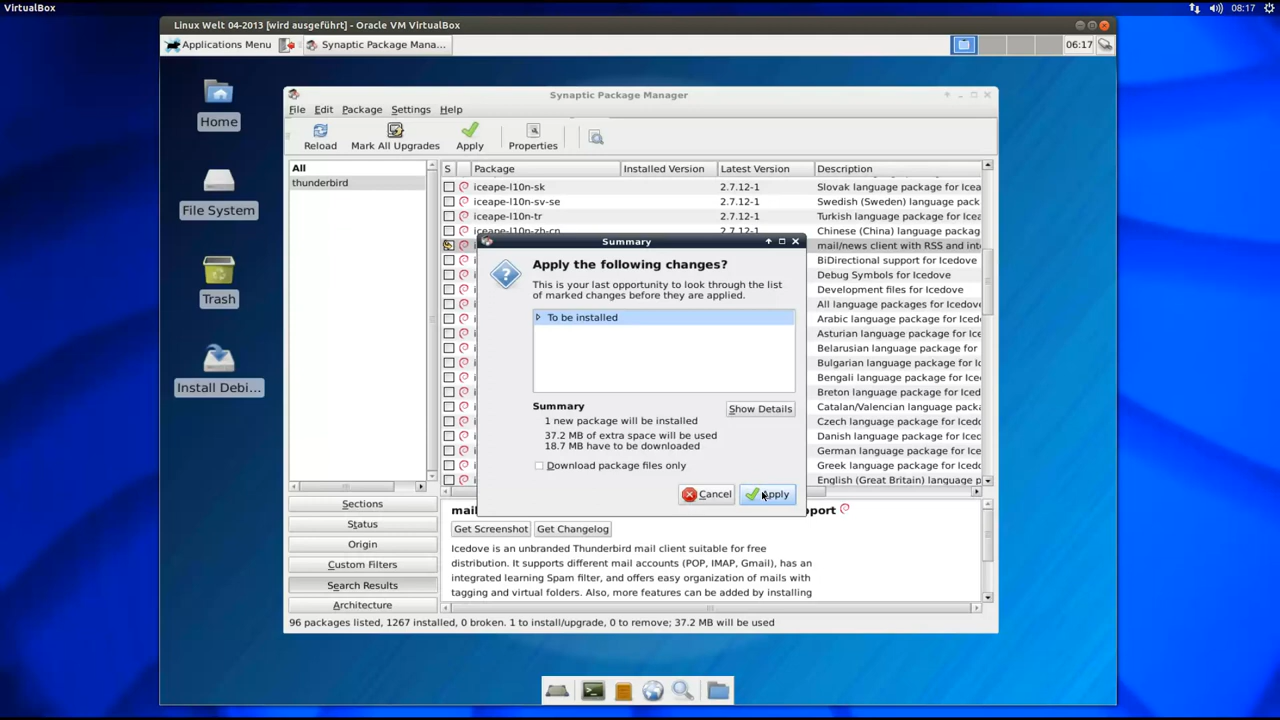 VirtualBox
08:17
Linux Welt 04-2013 [wird ausgeführt] - Oracle VM VirtualBox
Applications Menu
Synaptic Package Mana...
06:17
Home
File System
Trash
Install Debi...
Synaptic Package Manager
File Edit Package Settings Help
Reload
Mark All Upgrades
Apply
Properties
All
thunderbird
S Package Installed Version Latest Version Description
iceape-l10n-sk 2.7.12-1 Slovak language package for Icea
iceape-l10n-sv-se 2.7.12-1 Swedish (Sweden) language pack
iceape-l10n-tr 2.7.12-1 Turkish language package for Icea
iceape-l10n-zh-cn 2.7.12-1 Chinese (China) language packag
mail/news client with RSS and inte
BiDirectional support for Icedove
Debug Symbols for Icedove
Development files for Icedove
All language packages for Icedove
Arabic language package for Iced
Asturian language package for Ice
Belarusian language package for
Bulgarian language package for Ic
Bengali language package for Iced
Breton language package for Iced
Catalan/Valencian language packa
Czech language package for Iced
Danish language package for Iced
German language package for Iced
Greek language package for Iced
English (Great Britain) language p
Summary
Apply the following changes?
This is your last opportunity to look through the list
of marked changes before they are applied.
To be installed
Summary
Show Details
1 new package will be installed
37.2 MB of extra space will be used
18.7 MB have to be downloaded
Download package files only
Cancel
Apply
Sections
Status
Origin
Custom Filters
Search Results
Architecture
Get Screenshot Get Changelog
Icedove is an unbranded Thunderbird mail client suitable for free
distribution. It supports different mail accounts (POP, IMAP, Gmail), has an
integrated learning Spam filter, and offers easy organization of mails with
tagging and virtual folders. Also, more features can be added by installing
96 packages listed, 1267 installed, 0 broken. 1 to install/upgrade, 0 to remove; 37.2 MB will be used